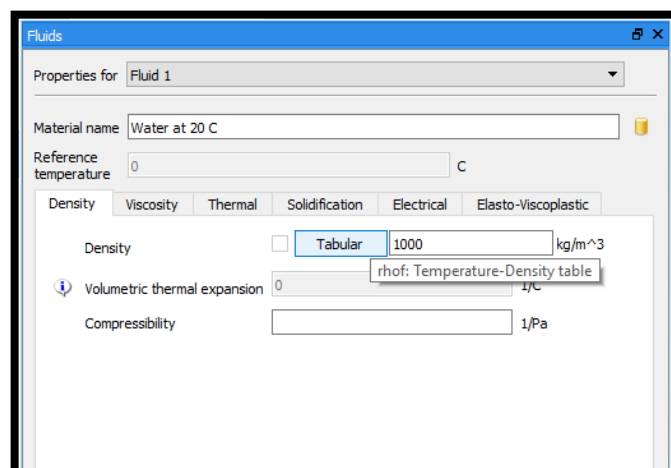 Fluids
Properties for Fluid 1
Material name Water at 20 C
Reference
temperature 0 C
Density Viscosity Thermal Solidification Electrical Elasto-Viscoplastic
Density Tabular 1000 kg/m^3
rhof: Temperature-Density table
Volumetric thermal expansion 0 1/C
Compressibility 1/Pa